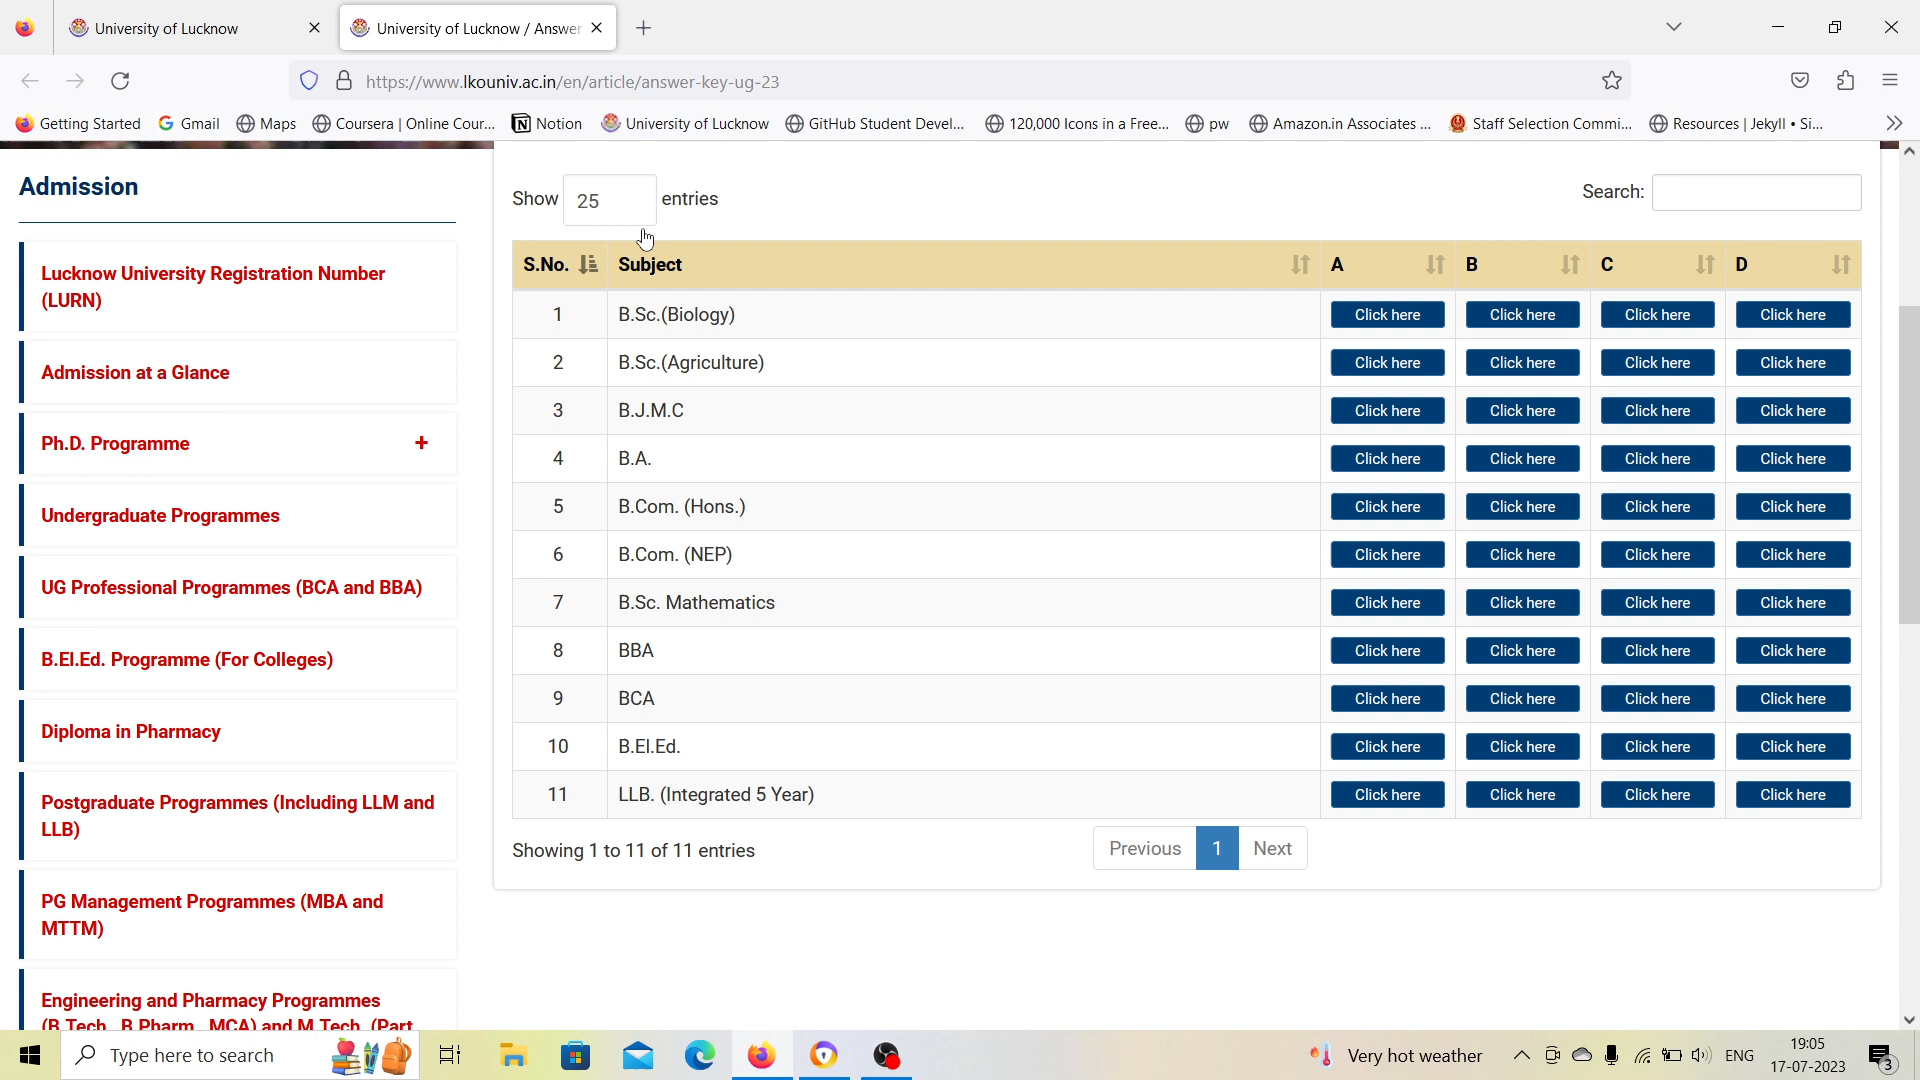 University of Lucknow
University of Lucknow / Answer
https://www.lkouniv.ac.in/en/article/answer-key-ug-23
Getting Started
Gmail
Maps
Coursera | Online Cour...
Notion
University of Lucknow
GitHub Student Devel...
120,000 Icons in a Free...
pw
Amazon.in Associates ...
Staff Selection Commi...
Resources | Jekyll • Si...
Admission
Lucknow University Registration Number
(LURN)
Admission at a Glance
Ph.D. Programme +
Undergraduate Programmes
UG Professional Programmes (BCA and BBA)
B.El.Ed. Programme (For Colleges)
Diploma in Pharmacy
Postgraduate Programmes (Including LLM and
LLB)
PG Management Programmes (MBA and
MTTM)
Engineering and Pharmacy Programmes
(B.Tech., B.Pharm., MCA) and M.Tech. (Part
Show 25 entries
Search:
S.No. Subject A B C D
1 B.Sc.(Biology) Click here Click here Click here Click here
2 B.Sc.(Agriculture) Click here Click here Click here Click here
3 B.J.M.C Click here Click here Click here Click here
4 B.A. Click here Click here Click here Click here
5 B.Com. (Hons.) Click here Click here Click here Click here
6 B.Com. (NEP) Click here Click here Click here Click here
7 B.Sc. Mathematics Click here Click here Click here Click here
8 BBA Click here Click here Click here Click here
9 BCA Click here Click here Click here Click here
10 B.El.Ed. Click here Click here Click here Click here
11 LLB. (Integrated 5 Year) Click here Click here Click here Click here
Showing 1 to 11 of 11 entries
Previous 1 Next
Type here to search
Very hot weather
ENG
19:05
17-07-2023
3